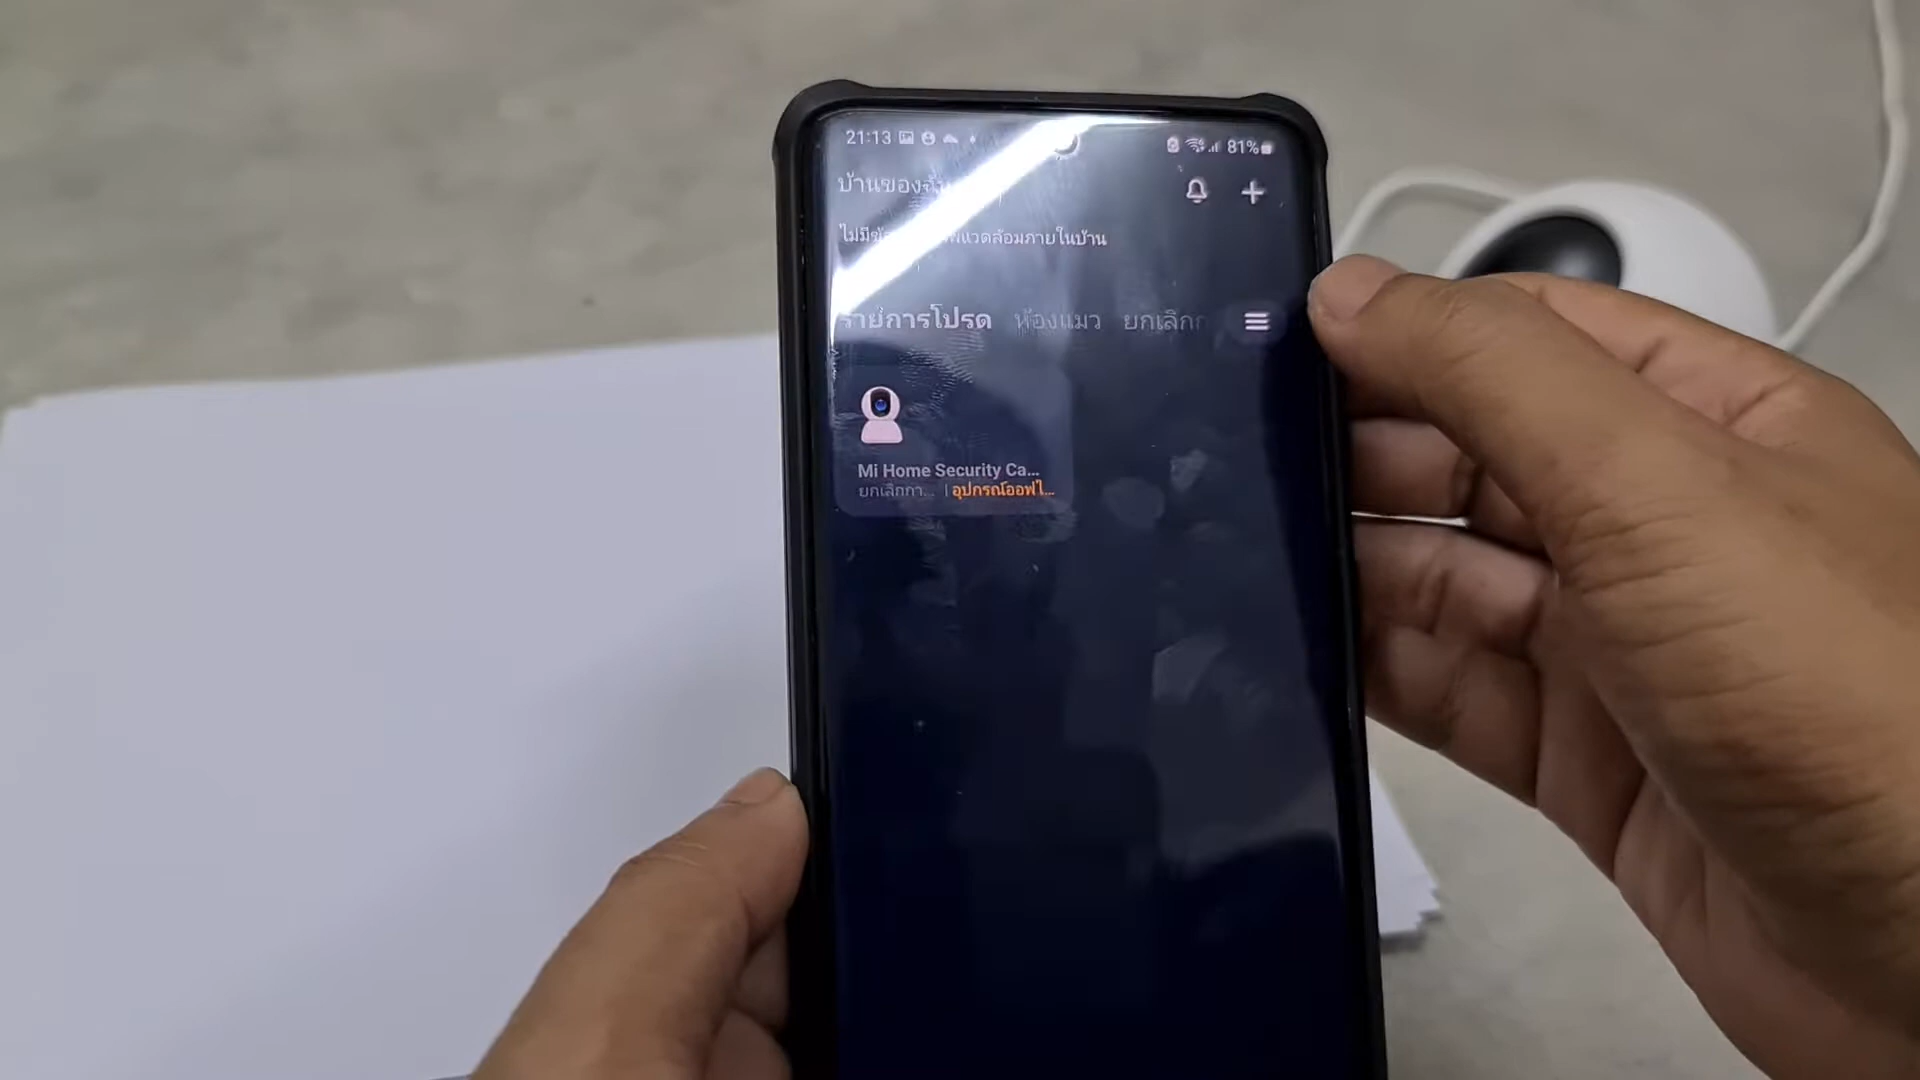 21:13 81%
บ้านของฉัน
ไม่มี แวดล้อมภายในบ้าน
รายการโปรด ห้องแมว ยกเลิกก
Mi Home Security Ca...
ยกเลิกกา... | อุปกรณ์ออฟไ...